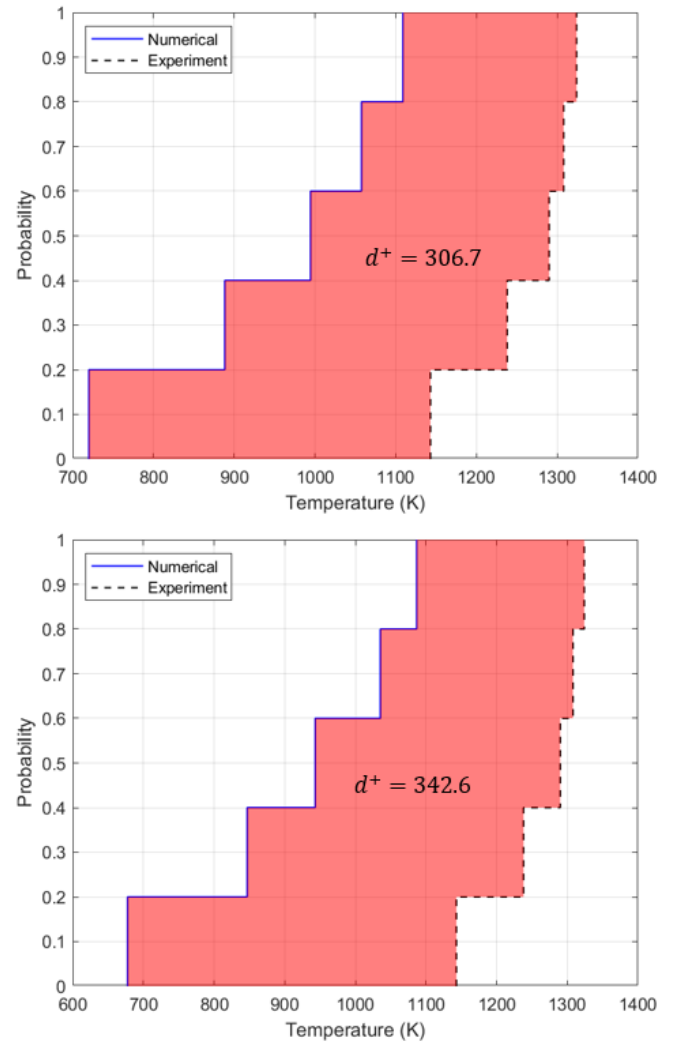 1
0.9
0.8
0.7
0.6
0.5
0.4
0.3
0.2
0.1
0
Probability
Numerical
Experiment
d⁺ = 306.7
700 800 900 1000 1100 1200 1300 1400
Temperature (K)
1
0.9
0.8
0.7
0.6
0.5
0.4
0.3
0.2
0.1
0
Probability
Numerical
Experiment
d⁺ = 342.6
600 700 800 900 1000 1100 1200 1300 1400
Temperature (K)